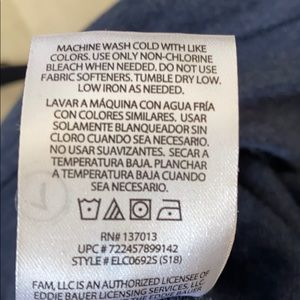 MACHINE WASH COLD WITH LIKE
COLORS. USE ONLY NON-CHLORINE
BLEACH WHEN NEEDED. DO NOT USE
FABRIC SOFTENERS. TUMBLE DRY LOW.
LOW IRON AS NEEDED.
LAVAR A MÁQUINA CON AGUA FRÍA
CON COLORES SIMILARES. USAR
SOLAMENTE BLANQUEADOR SIN
CLORO CUANDO SEA NECESARIO.
NO USAR SUAVIZANTES. SECAR A
TEMPERATURA BAJA. PLANCHAR
A TEMPERATURA BAJA CUANDO
SEA NECESARIO.
RN# 137013
UPC # 722457899142
STYLE # ELC0692S (S18)
FAM, LLC IS AN AUTHORIZED LICENSEE OF
EDDIE BAUER LICENSING SERVICES, LLC.
EDDIE BAUER